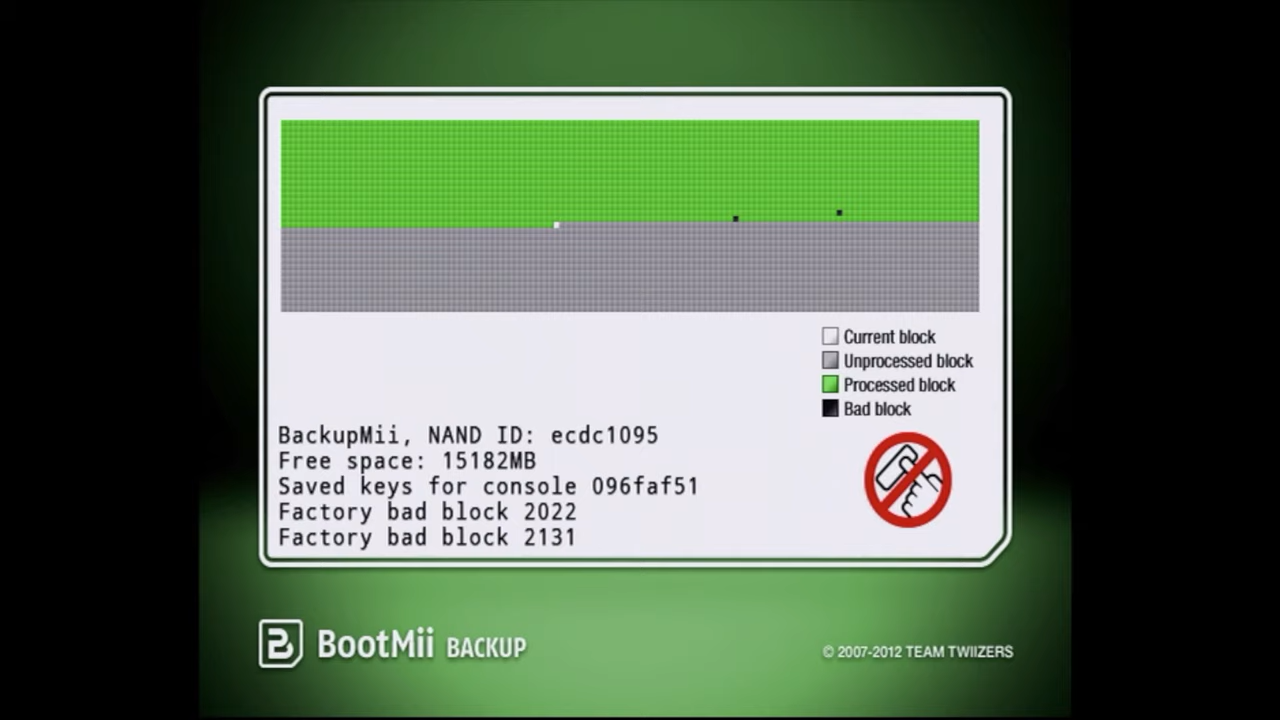 Current block
Unprocessed block
Processed block
Bad block
BackupMii, NAND ID: ecdc1095
Free space: 15182MB
Saved keys for console 096faf51
Factory bad block 2022
Factory bad block 2131
BootMii BACKUP
© 2007-2012 TEAM TWIIZERS